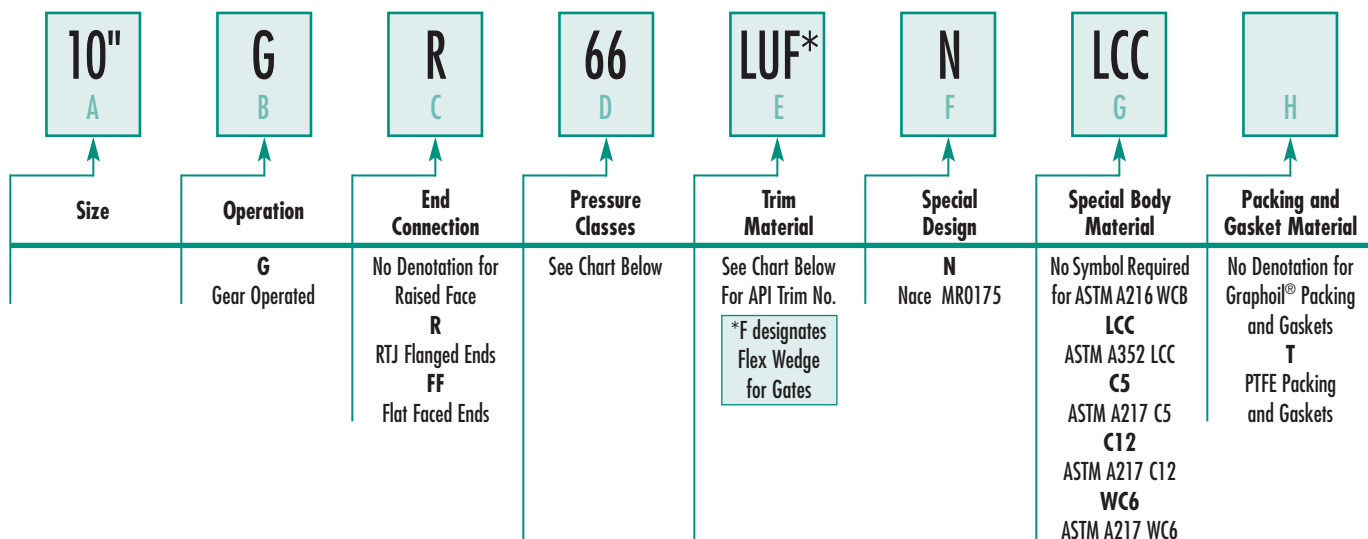 10"
A
G
B
R
C
66
D
LUF*
E
N
F
LCC
G
H
Size
Operation
End
Connection
Pressure
Classes
Trim
Material
Special
Design
Special Body
Material
Packing and
Gasket Material
G
Gear Operated
No Denotation for
Raised Face
R
RTJ Flanged Ends
FF
Flat Faced Ends
See Chart Below
See Chart Below
For API Trim No.
*F designates
Flex Wedge
for Gates
N
Nace MR0175
No Symbol Required
for ASTM A216 WCB
LCC
ASTM A352 LCC
C5
ASTM A217 C5
C12
ASTM A217 C12
WC6
ASTM A217 WC6
No Denotation for
Graphoil® Packing
and Gaskets
T
PTFE Packing
and Gaskets